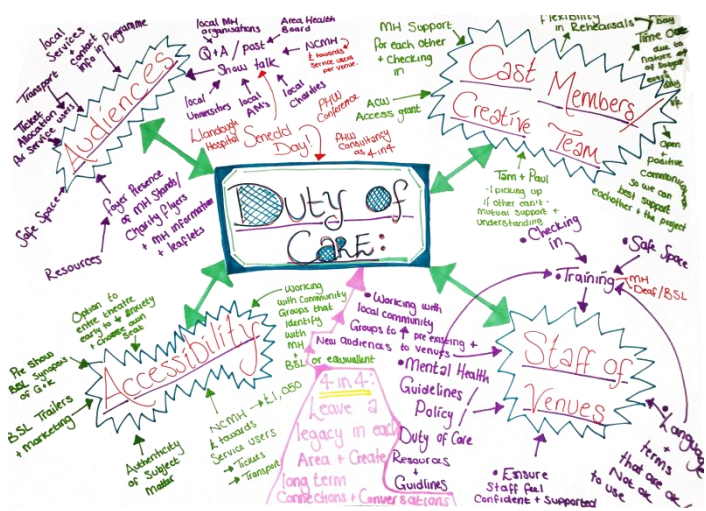 local
Services +
Contact
Info in Programme
Transport
Ticket
Allocation
for service users
Safe Space
Resources
Foyer Presence
of MH Stands/
Charity Flyers
+ MH information
+ leaflets
Audiences
local MH
organisations
Q+A / post
Show talk
Area Health
Board
NCMH
£ towards
Service users
per venue.
local
Universities
local
AM's
local
Charities
Llandough
Hospital
Senedd
Day!
PHW
Conference
PHW
Consultancy
as 4in4
MH Support
for each other
+ Checking
in
ACW
Access grant
Flexibility
in Rehearsals
Day
Time Out
due to
nature of subject
Open
+
positive
Communication
so we can
best support
eachother + the project
Tom + Paul
- picking up
if other can't -
Mutual support +
understanding
Cast Members/
Creative Team
Duty of
Care:
Option to
entre theatre
early to ↓ anxiety
+ choose own
Seat
Pre show
BSL synopsis
of G+K
BSL Trailers
+ marketing
Authenticity
of Subject
Matter
Working
with Community
Groups that
identify
with
MH
+
BSL or equivalent
NCMH → £1,050
£ towards
Service users
→ Tickets
→ Transport
Accessibility
4 in 4:
Leave a
legacy in each
Area + Create
long term
Connections + Conversations
• Working with
local community
Groups to ↑ pre existing +
New audiences to venues
• Mental Health
Guidelines/
Policy
Duty of Care
Resources
+
Guidlines
• Checking
in
• Training
MH
Deaf/BSL
• Safe Space
Staff of
Venues
• Language
+
terms
that are ok/
Not ok
to use
• Ensure
Staff feel
Confident + Supported